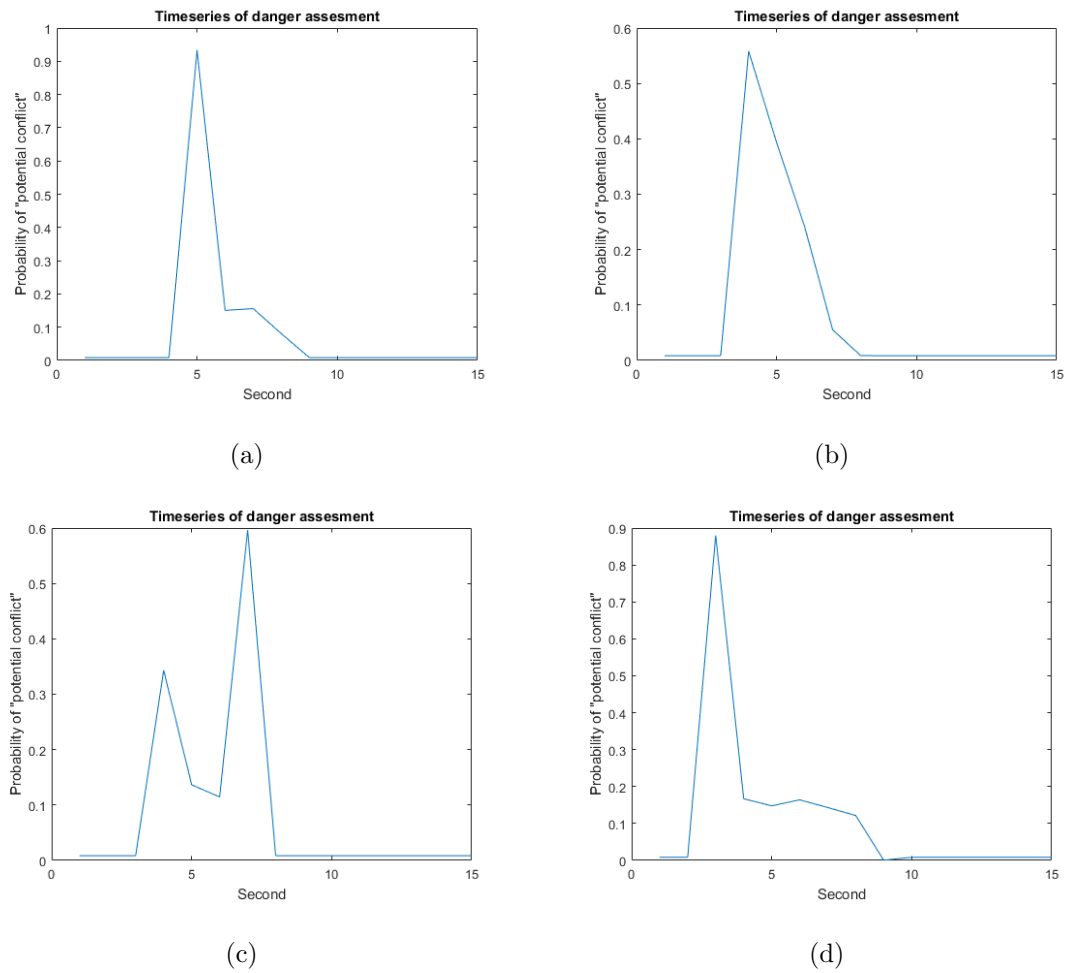 Timeseries of danger assesment
Probability of "potential conflict"
1
0.9
0.8
0.7
0.6
0.5
0.4
0.3
0.2
0.1
0
0 5 10 15
Second
(a)
Timeseries of danger assesment
Probability of "potential conflict"
0.6
0.5
0.4
0.3
0.2
0.1
0
0 5 10 15
Second
(b)
Timeseries of danger assesment
Probability of "potential conflict"
0.6
0.5
0.4
0.3
0.2
0.1
0
0 5 10 15
Second
(c)
Timeseries of danger assesment
Probability of "potential conflict"
0.9
0.8
0.7
0.6
0.5
0.4
0.3
0.2
0.1
0
0 5 10 15
Second
(d)